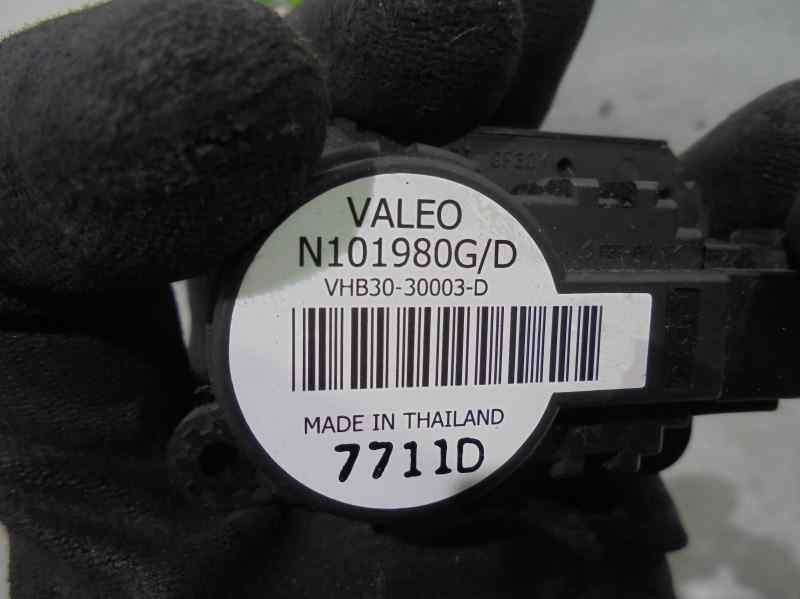 VALEO
N101980G/D
VHB30-30003-D
MADE IN THAILAND
7711D